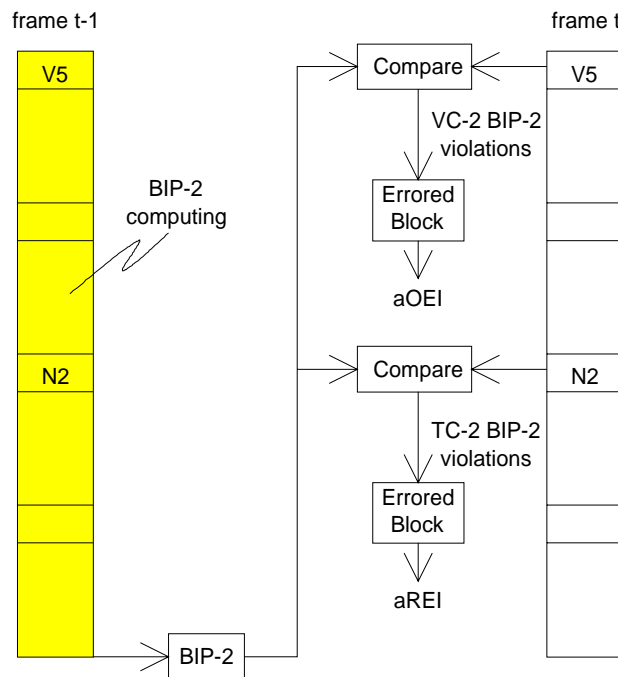 frame t-1
frame t
V5
Compare
V5
VC-2 BIP-2
violations
BIP-2
computing
Errored
Block
aOEI
N2
Compare
N2
TC-2 BIP-2
violations
Errored
Block
aREI
BIP-2